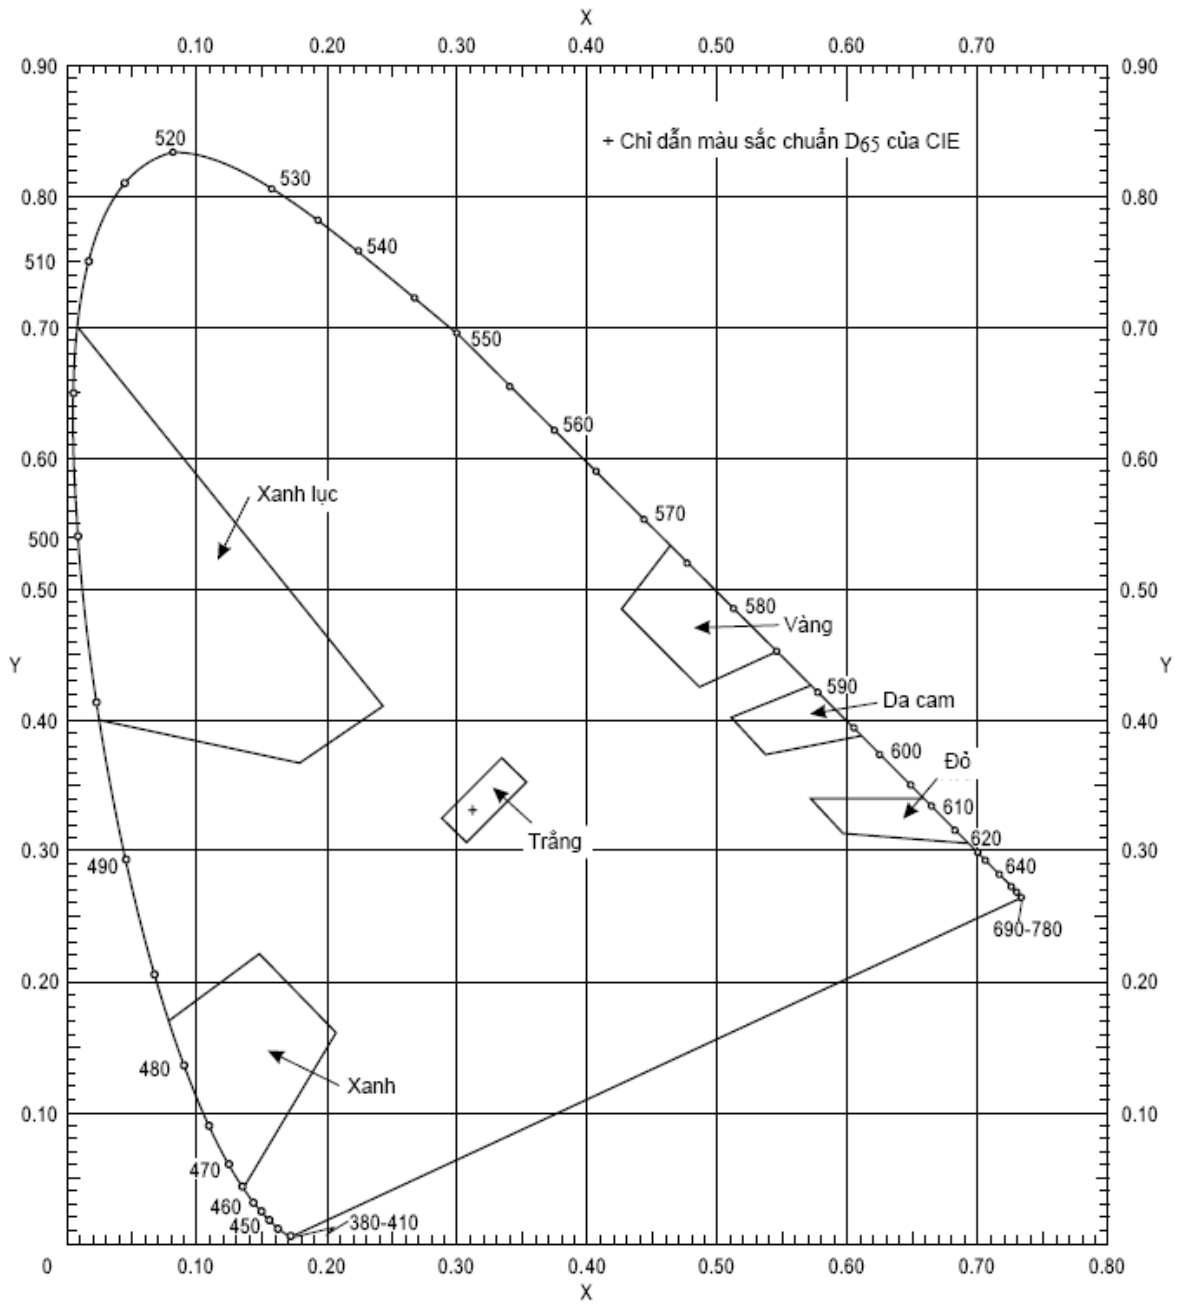 X
0.10 0.20 0.30 0.40 0.50 0.60 0.70
0.90 0.90
+ Chỉ dẫn màu sắc chuẩn D65 của CIE
520
530
0.80 0.80
540
510
0.70 0.70
550
560
0.60 0.60
Xanh lục
570
500
0.50 0.50
580
Vàng
Y Y
590
Da cam
0.40 0.40
600
Đỏ
610
Trắng
620
0.30 0.30
490
640
690-780
0.20 0.20
480
Xanh
0.10 0.10
470
460
450
380-410
0 0.10 0.20 0.30 0.40 0.50 0.60 0.70 0.80
X